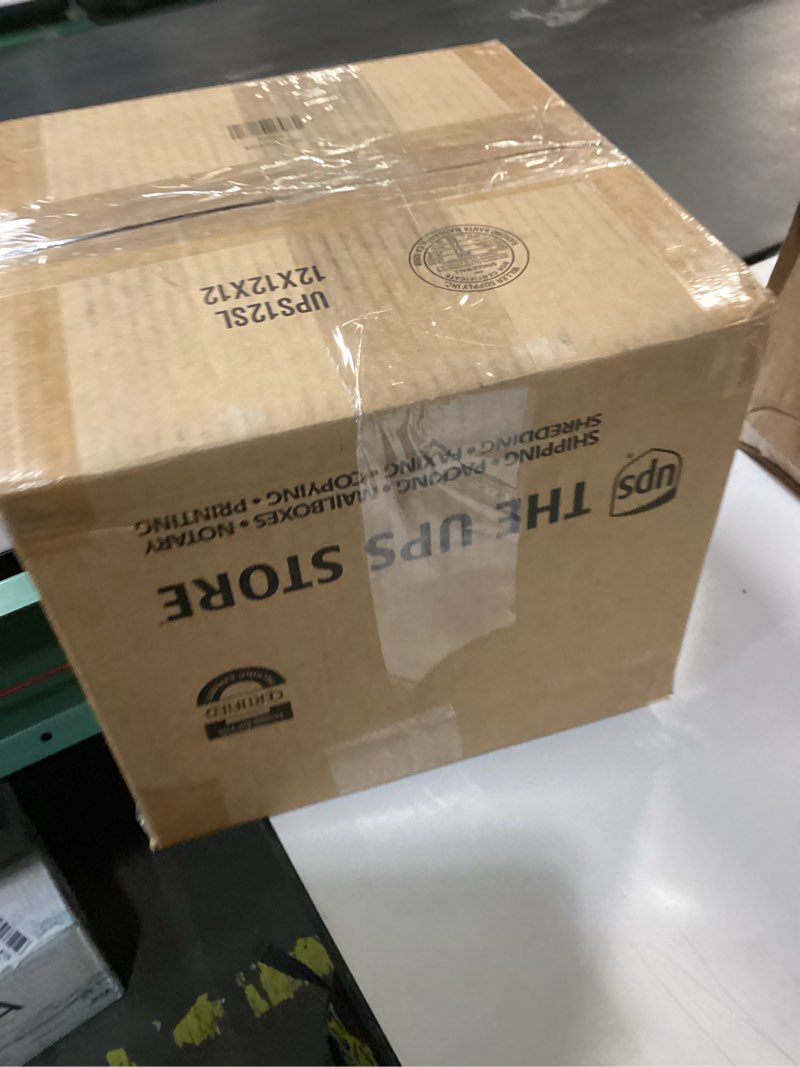 UPS12SL
12X12X12
ups
THE UPS STORE
SHIPPING • PACKING • MAILBOXES • NOTARY
SHREDDING • FAXING • COPYING • PRINTING
CERTIFIED